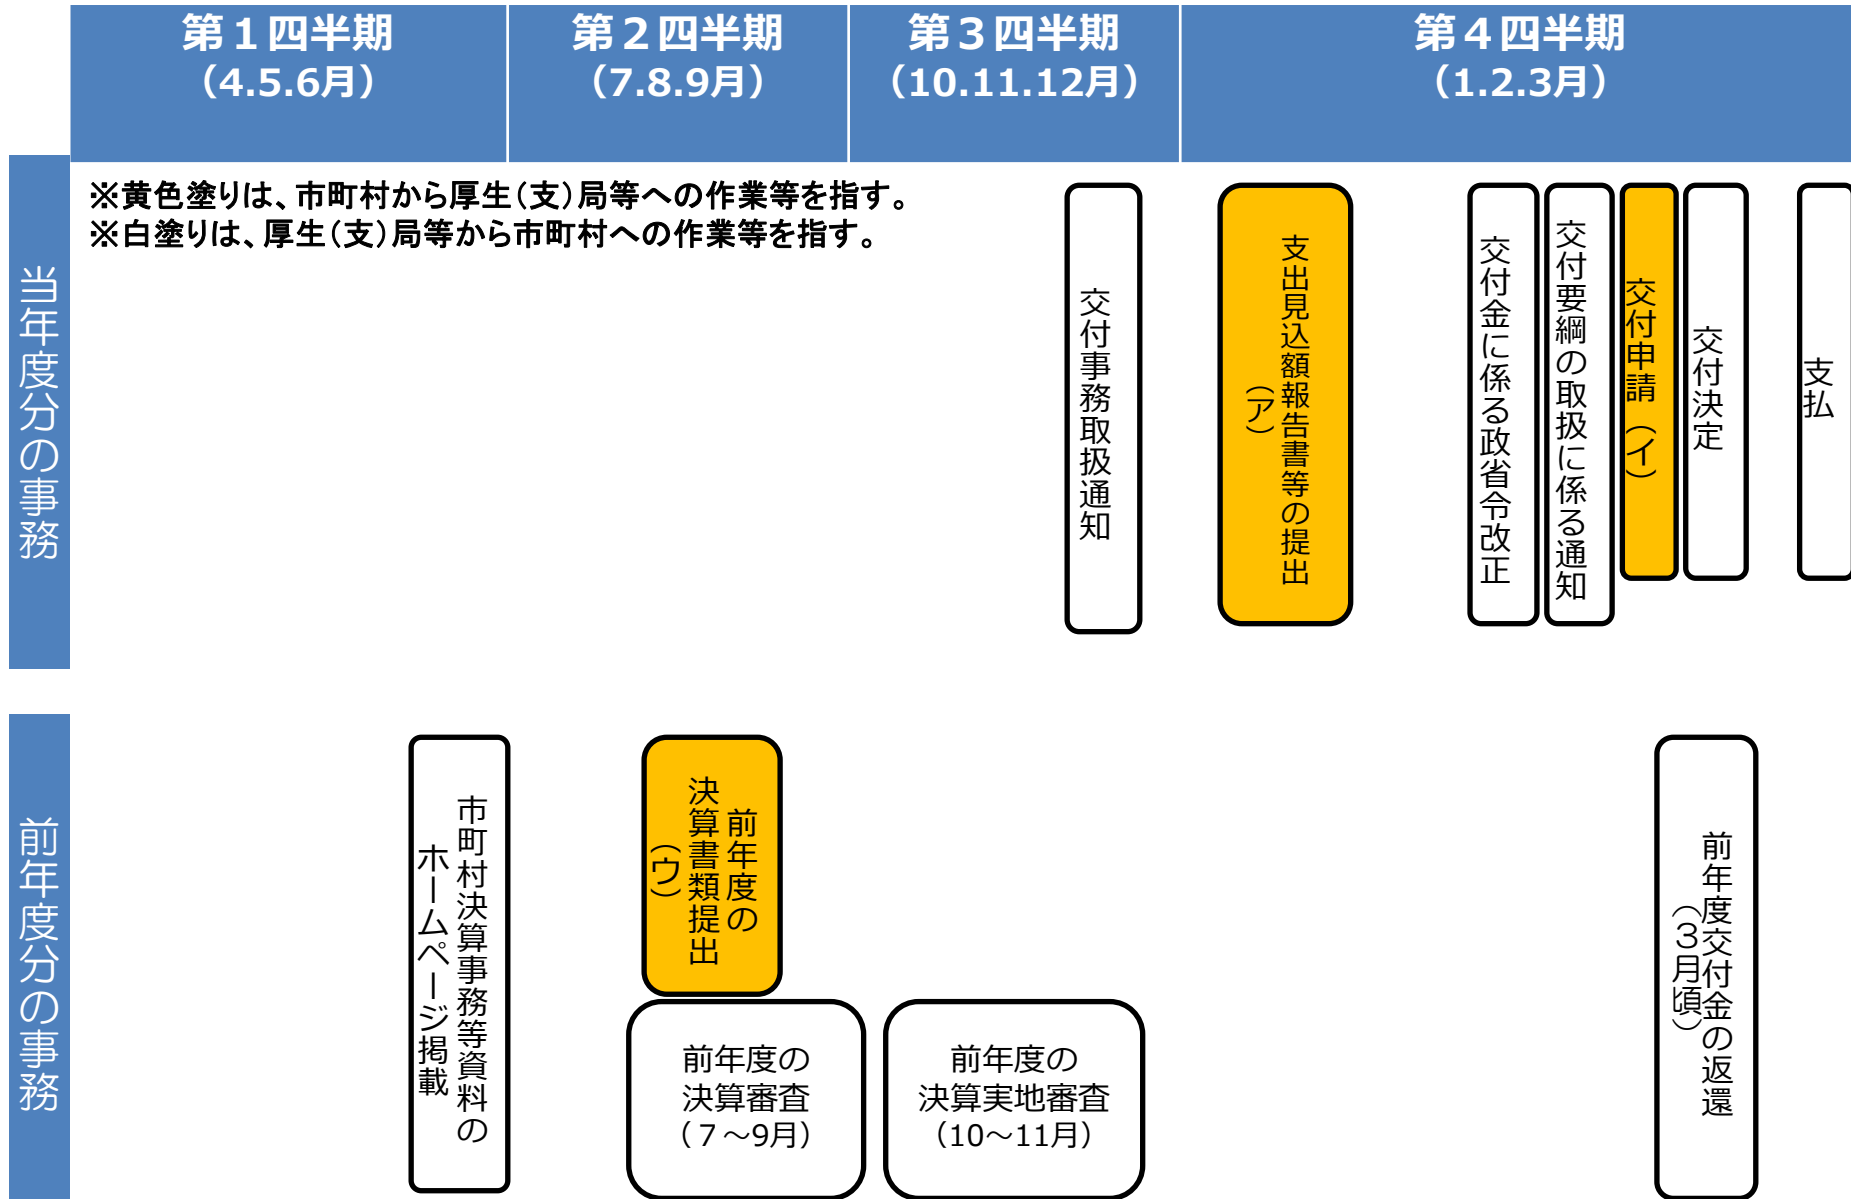 第１四半期
（4.5.6月）
第２四半期
（7.8.9月）
第３四半期
（10.11.12月）
第４四半期
（1.2.3月）
当年度分の事務
※黄色塗りは、市町村から厚生（支）局等への作業等を指す。
※白塗りは、厚生（支）局等から市町村への作業等を指す。
交付事務取扱通知
支出見込額報告書等の提出
（ア）
交付金に係る政省令改正
交付要綱の取扱に係る通知
交付申請（イ）
交付決定
支払
前年度分の事務
市町村決算事務等資料の
ホームページ掲載
前年度の
決算書類提出
（ウ）
前年度の
決算審査
（７～9月）
前年度の
決算実地審査
（10～11月）
前年度交付金の返還
（３月頃）